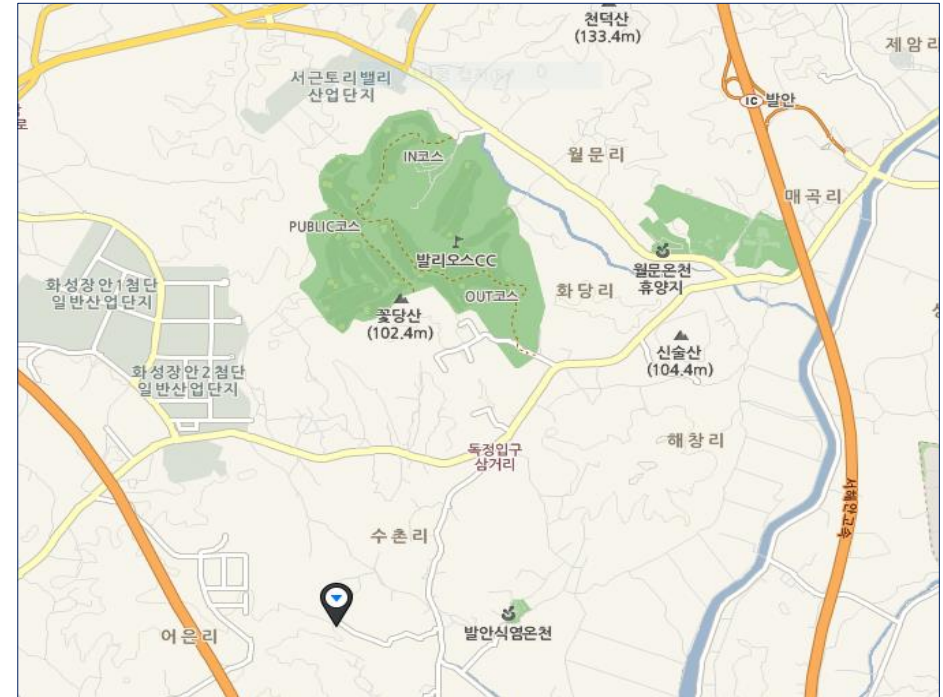 천덕산
(133.4m)
제암리
서근토리밸리
산업단지
IC 발안
IN코스
월문리
매곡리
PUBLIC코스
발리오스CC
월문온천
휴양지
화성장안1첨단
일반산업단지
OUT코스
화당리
꽃당산
(102.4m)
신술산
(104.4m)
화성장안2첨단
일반산업단지
독정입구
삼거리
해창리
서해안고속
수촌리
발안식염온천
어은리